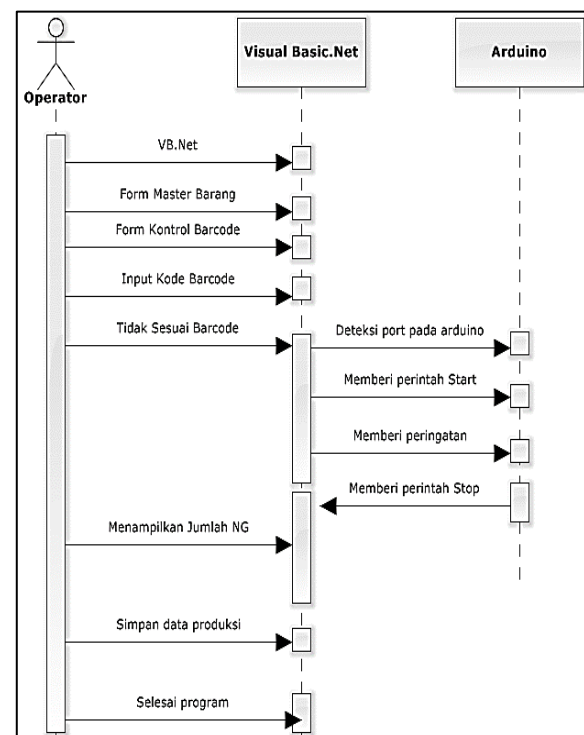 Operator
Visual Basic.Net
Arduino
VB.Net
Form Master Barang
Form Kontrol Barcode
Input Kode Barcode
Tidak Sesuai Barcode
Deteksi port pada arduino
Memberi perintah Start
Memberi peringatan
Memberi perintah Stop
Menampilkan Jumlah NG
Simpan data produksi
Selesai program